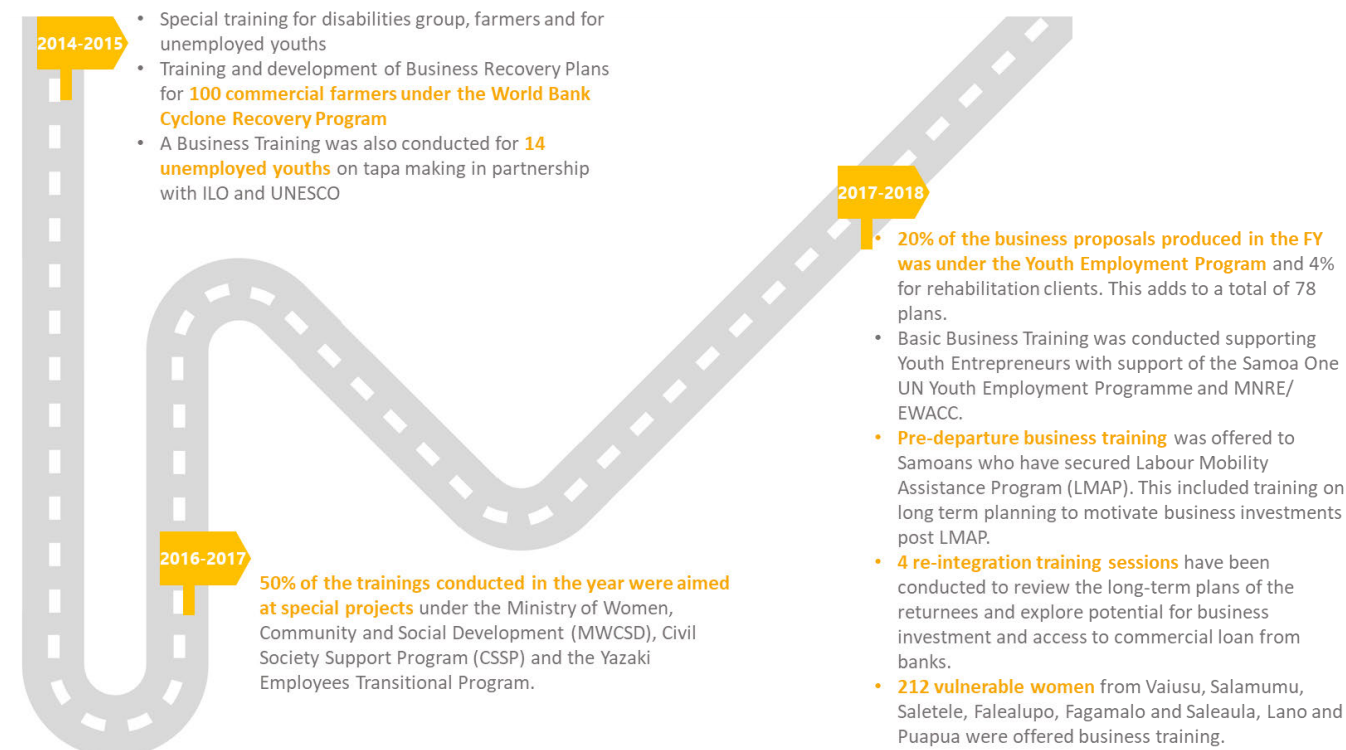 2014-2015
• Special training for disabilities group, farmers and for
unemployed youths
• Training and development of Business Recovery Plans
for 100 commercial farmers under the World Bank
Cyclone Recovery Program
• A Business Training was also conducted for 14
unemployed youths on tapa making in partnership
with ILO and UNESCO
2016-2017
50% of the trainings conducted in the year were aimed
at special projects under the Ministry of Women,
Community and Social Development (MWCSD), Civil
Society Support Program (CSSP) and the Yazaki
Employees Transitional Program.
2017-2018
• 20% of the business proposals produced in the FY
was under the Youth Employment Program and 4%
for rehabilitation clients. This adds to a total of 78
plans.
• Basic Business Training was conducted supporting
Youth Entrepreneurs with support of the Samoa One
UN Youth Employment Programme and MNRE/
EWACC.
• Pre-departure business training was offered to
Samoans who have secured Labour Mobility
Assistance Program (LMAP). This included training on
long term planning to motivate business investments
post LMAP.
• 4 re-integration training sessions have been
conducted to review the long-term plans of the
returnees and explore potential for business
investment and access to commercial loan from
banks.
• 212 vulnerable women from Vaiusu, Salamumu,
Saletele, Falealupo, Fagamalo and Saleaula, Lano and
Puapua were offered business training.